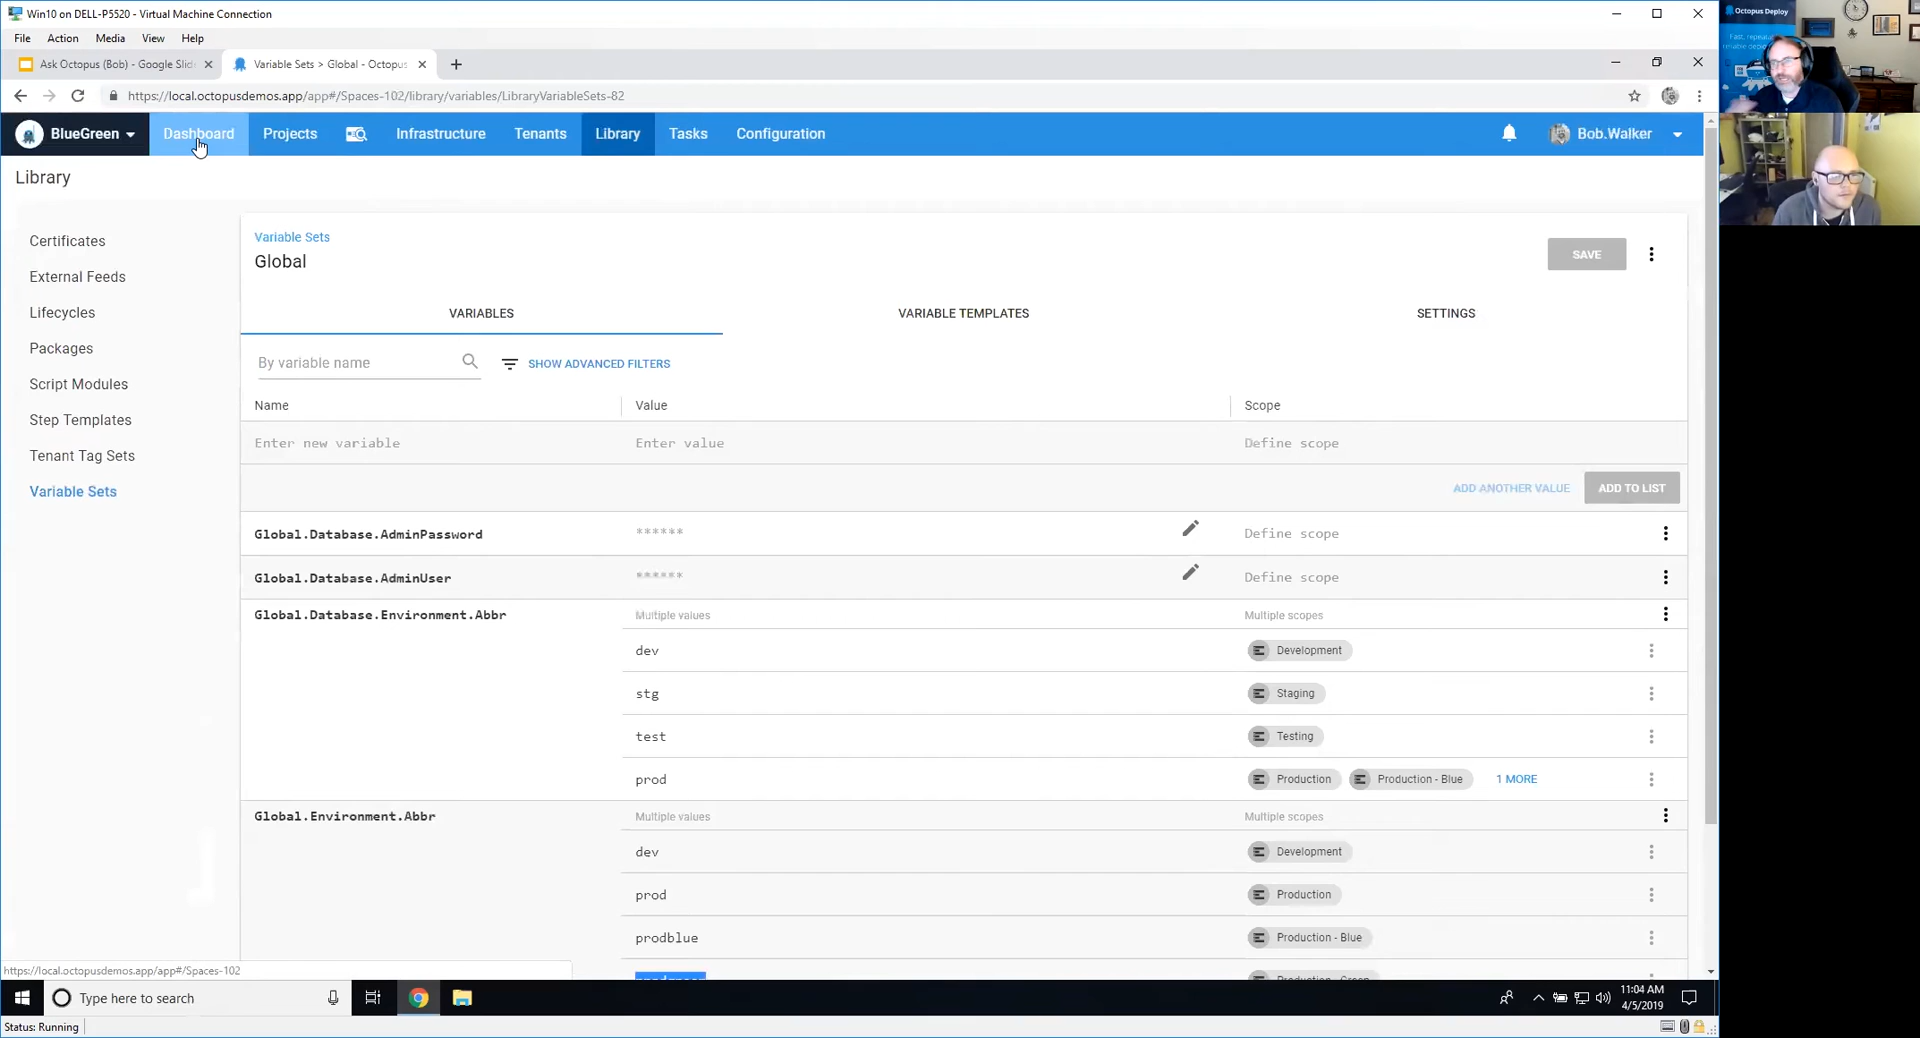 Win10 on DELL-P5520 - Virtual Machine Connection
File Action Media View Help
Ask Octopus (Bob) - Google Slid
Variable Sets > Global - Octopus
https://local.octopusdemos.app/app#/Spaces-102/library/variables/LibraryVariableSets-82
BlueGreen Dashboard Projects Infrastructure Tenants Library Tasks Configuration Bob.Walker
Library
Certificates
External Feeds
Lifecycles
Packages
Script Modules
Step Templates
Tenant Tag Sets
Variable Sets
Variable Sets
Global
SAVE
VARIABLES VARIABLE TEMPLATES SETTINGS
By variable name SHOW ADVANCED FILTERS
Name Value Scope
Enter new variable Enter value Define scope
ADD ANOTHER VALUE ADD TO LIST
Global.Database.AdminPassword ****** Define scope
Global.Database.AdminUser ****** Define scope
Global.Database.Environment.Abbr Multiple values Multiple scopes
dev Development
stg Staging
test Testing
prod Production Production - Blue 1 MORE
Global.Environment.Abbr Multiple values Multiple scopes
dev Development
prod Production
prodblue Production - Blue
Production - Green
https://local.octopusdemos.app/app#/Spaces-102
Type here to search
11:04 AM
4/5/2019
Status: Running
Octopus Deploy